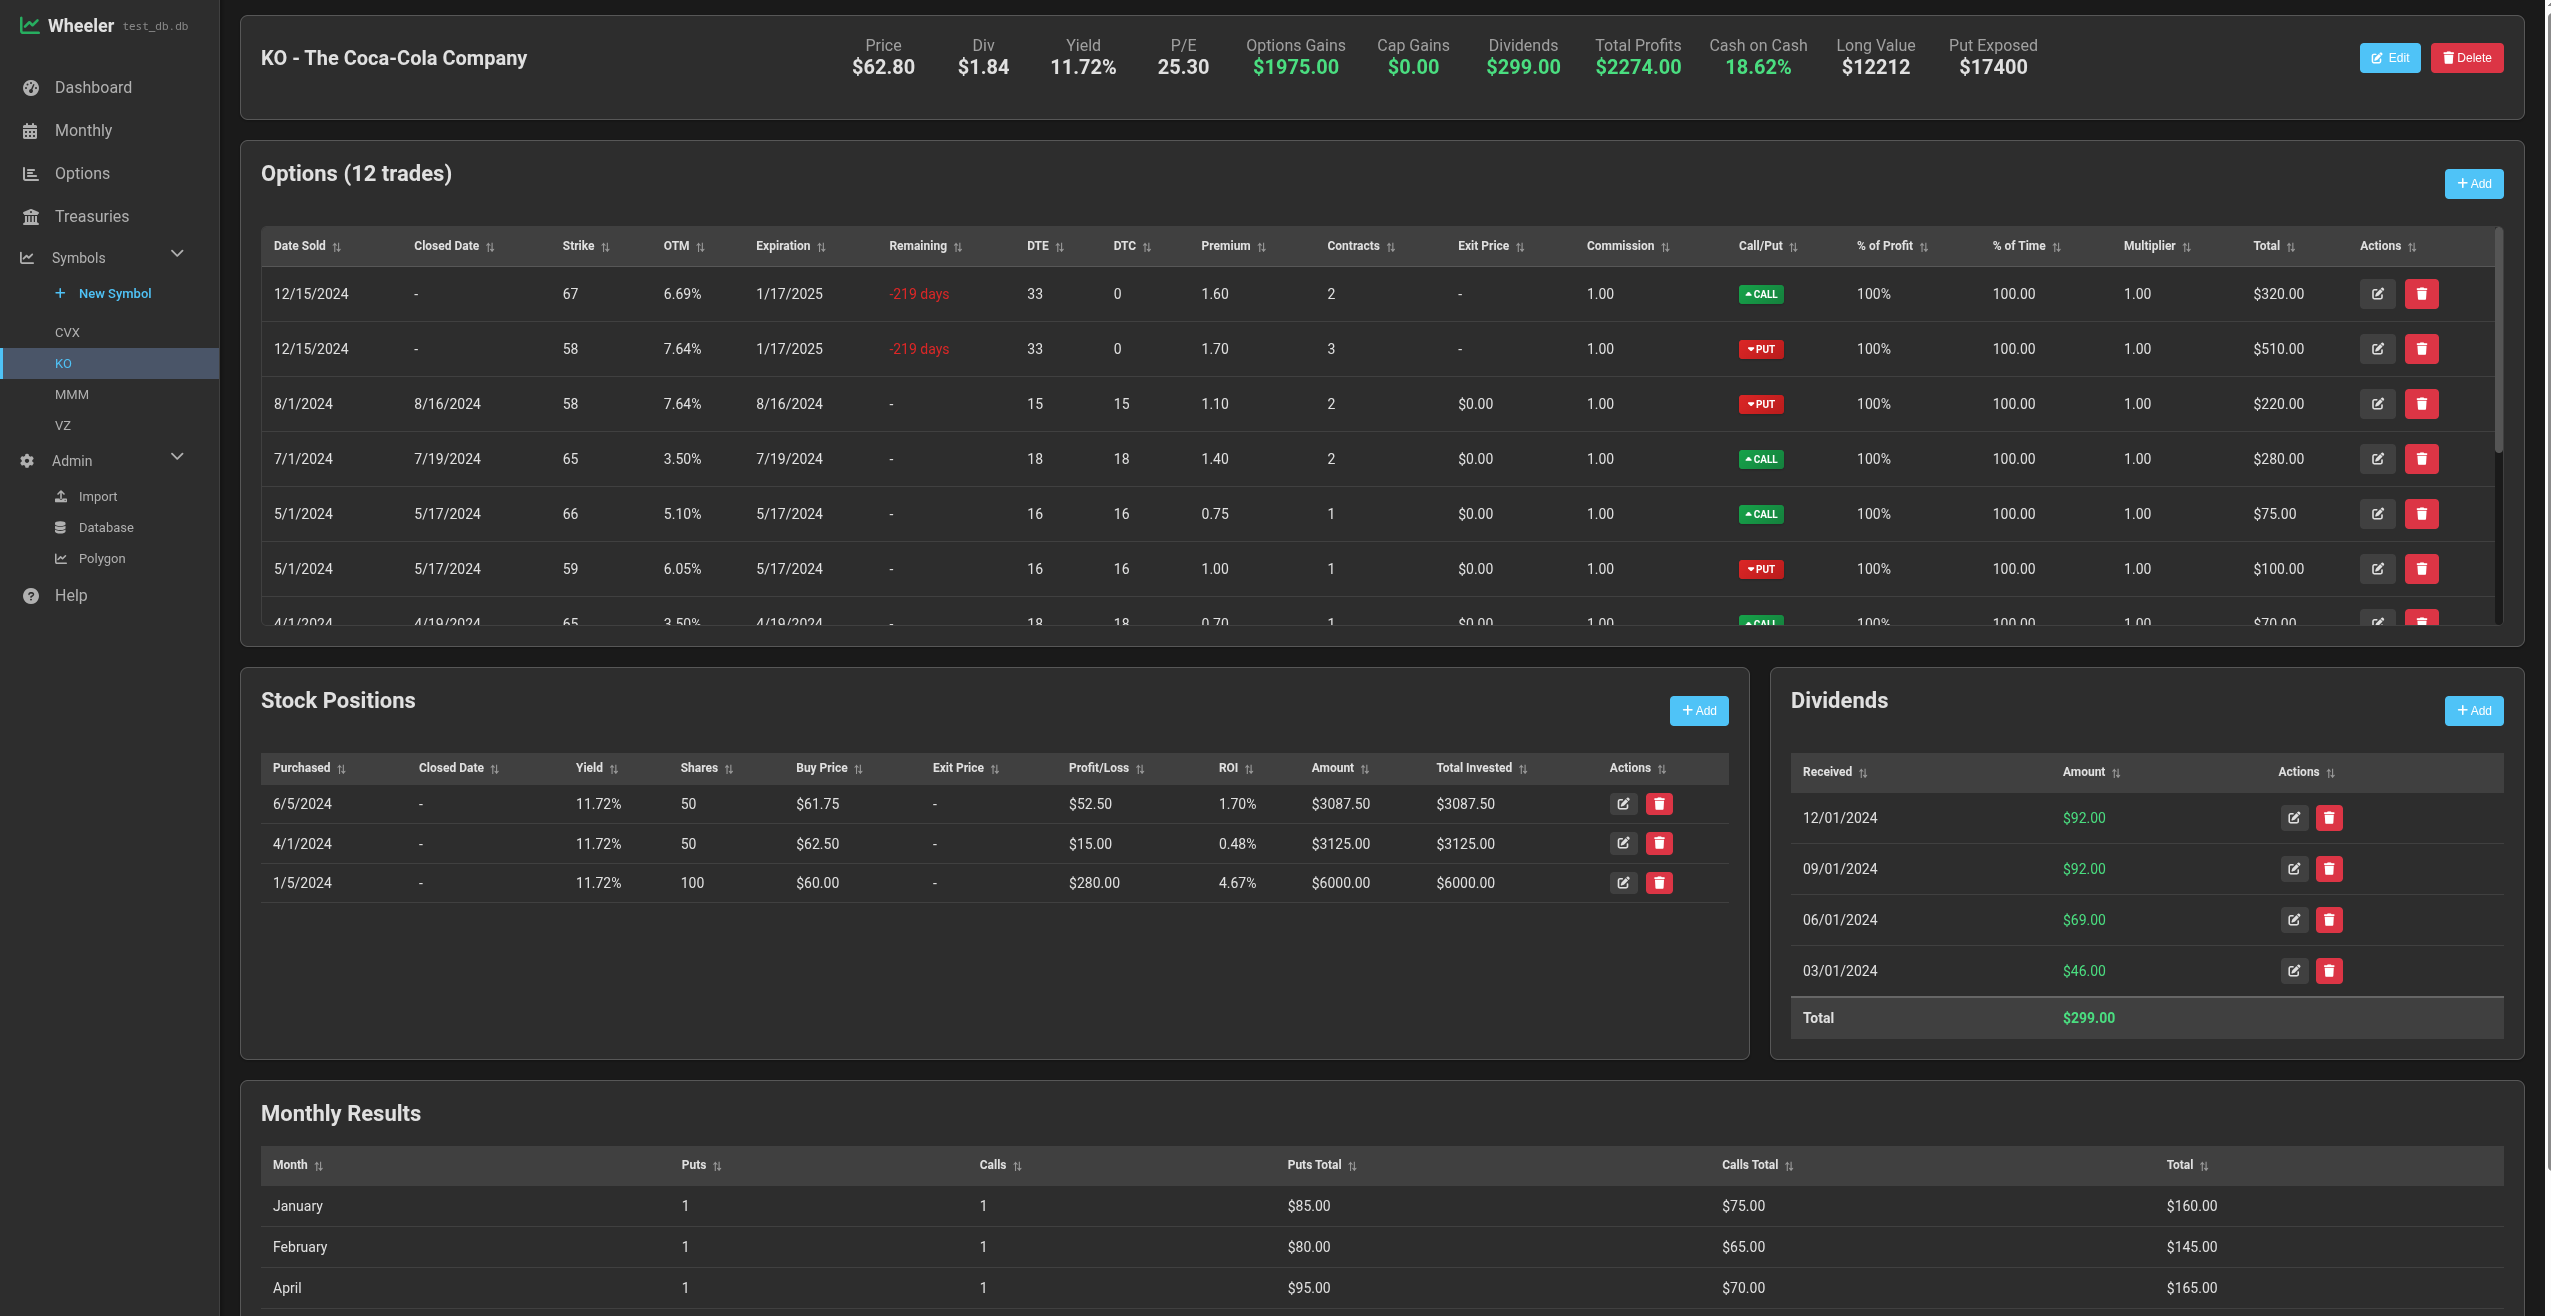 Wheeler test_db.db
Dashboard
Monthly
Options
Treasuries
Symbols
New Symbol
CVX
KO
MMM
VZ
Admin
Import
Database
Polygon
Help
KO - The Coca-Cola Company
Price Div Yield P/E Options Gains Cap Gains Dividends Total Profits Cash on Cash Long Value Put Exposed
$62.80 $1.84 11.72% 25.30 $1975.00 $0.00 $299.00 $2274.00 18.62% $12212 $17400
Edit Delete
Options (12 trades)
+ Add
Date Sold Closed Date Strike OTM Expiration Remaining DTE DTC Premium Contracts Exit Price Commission Call/Put % of Profit % of Time Multiplier Total Actions
12/15/2024 - 67 6.69% 1/17/2025 -219 days 33 0 1.60 2 - 1.00 CALL 100% 100.00 1.00 $320.00
12/15/2024 - 58 7.64% 1/17/2025 -219 days 33 0 1.70 3 - 1.00 PUT 100% 100.00 1.00 $510.00
8/1/2024 8/16/2024 58 7.64% 8/16/2024 - 15 15 1.10 2 $0.00 1.00 PUT 100% 100.00 1.00 $220.00
7/1/2024 7/19/2024 65 3.50% 7/19/2024 - 18 18 1.40 2 $0.00 1.00 CALL 100% 100.00 1.00 $280.00
5/1/2024 5/17/2024 66 5.10% 5/17/2024 - 16 16 0.75 1 $0.00 1.00 CALL 100% 100.00 1.00 $75.00
5/1/2024 5/17/2024 59 6.05% 5/17/2024 - 16 16 1.00 1 $0.00 1.00 PUT 100% 100.00 1.00 $100.00
4/1/2024 4/19/2024 65 3.50% 4/19/2024 - 18 18 0.70 1 $0.00 1.00 CALL 100% 100.00 1.00 $70.00
Stock Positions
+ Add
Purchased Closed Date Yield Shares Buy Price Exit Price Profit/Loss ROI Amount Total Invested Actions
6/5/2024 - 11.72% 50 $61.75 - $52.50 1.70% $3087.50 $3087.50
4/1/2024 - 11.72% 50 $62.50 - $15.00 0.48% $3125.00 $3125.00
1/5/2024 - 11.72% 100 $60.00 - $280.00 4.67% $6000.00 $6000.00
Dividends
+ Add
Received Amount Actions
12/01/2024 $92.00
09/01/2024 $92.00
06/01/2024 $69.00
03/01/2024 $46.00
Total $299.00
Monthly Results
Month Puts Calls Puts Total Calls Total Total
January 1 1 $85.00 $75.00 $160.00
February 1 1 $80.00 $65.00 $145.00
April 1 1 $95.00 $70.00 $165.00